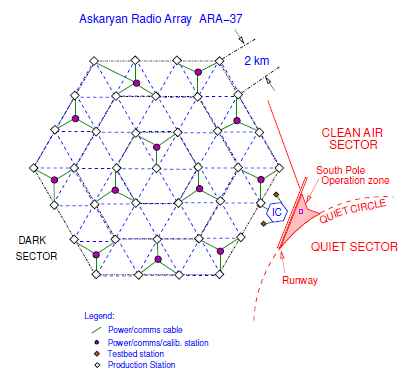 Askaryan Radio Array ARA−37
2 km
CLEAN AIR
SECTOR
South Pole
Operation zone
IC
QUIET CIRCLE
DARK
SECTOR
QUIET SECTOR
Runway
Legend:
Power/comms cable
Power/comms/calib. station
Testbed station
Production Station